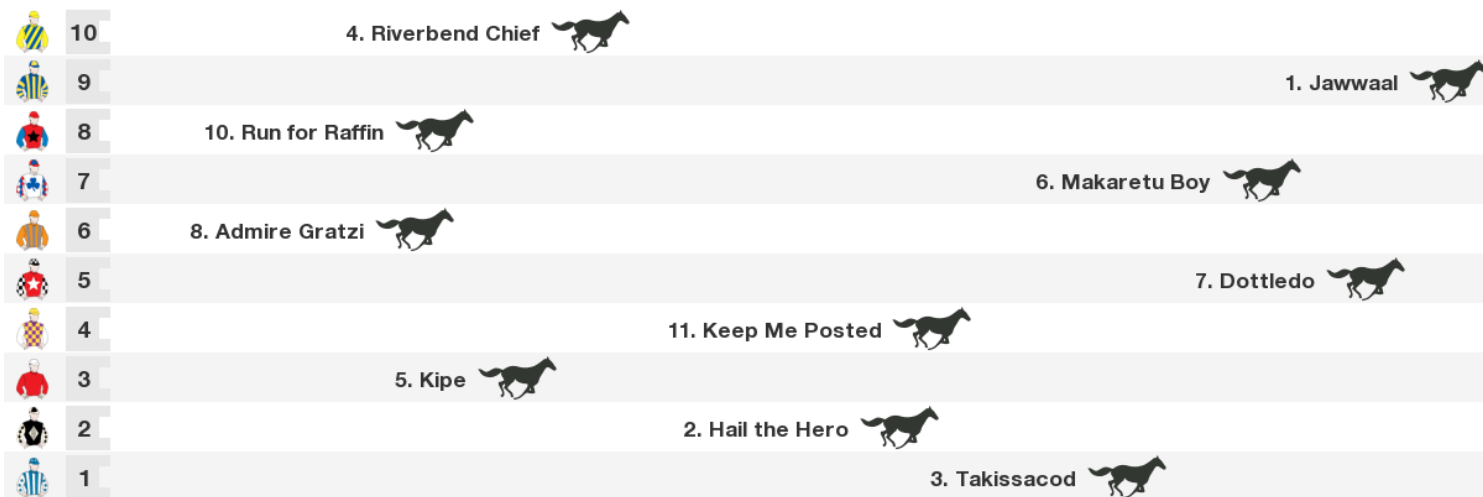 10 4. Riverbend Chief
9 1. Jawwaal
8 10. Run for Raffin
7 6. Makaretu Boy
6 8. Admire Gratzi
5 7. Dottledo
4 11. Keep Me Posted
3 5. Kipe
2 2. Hail the Hero
1 3. Takissacod